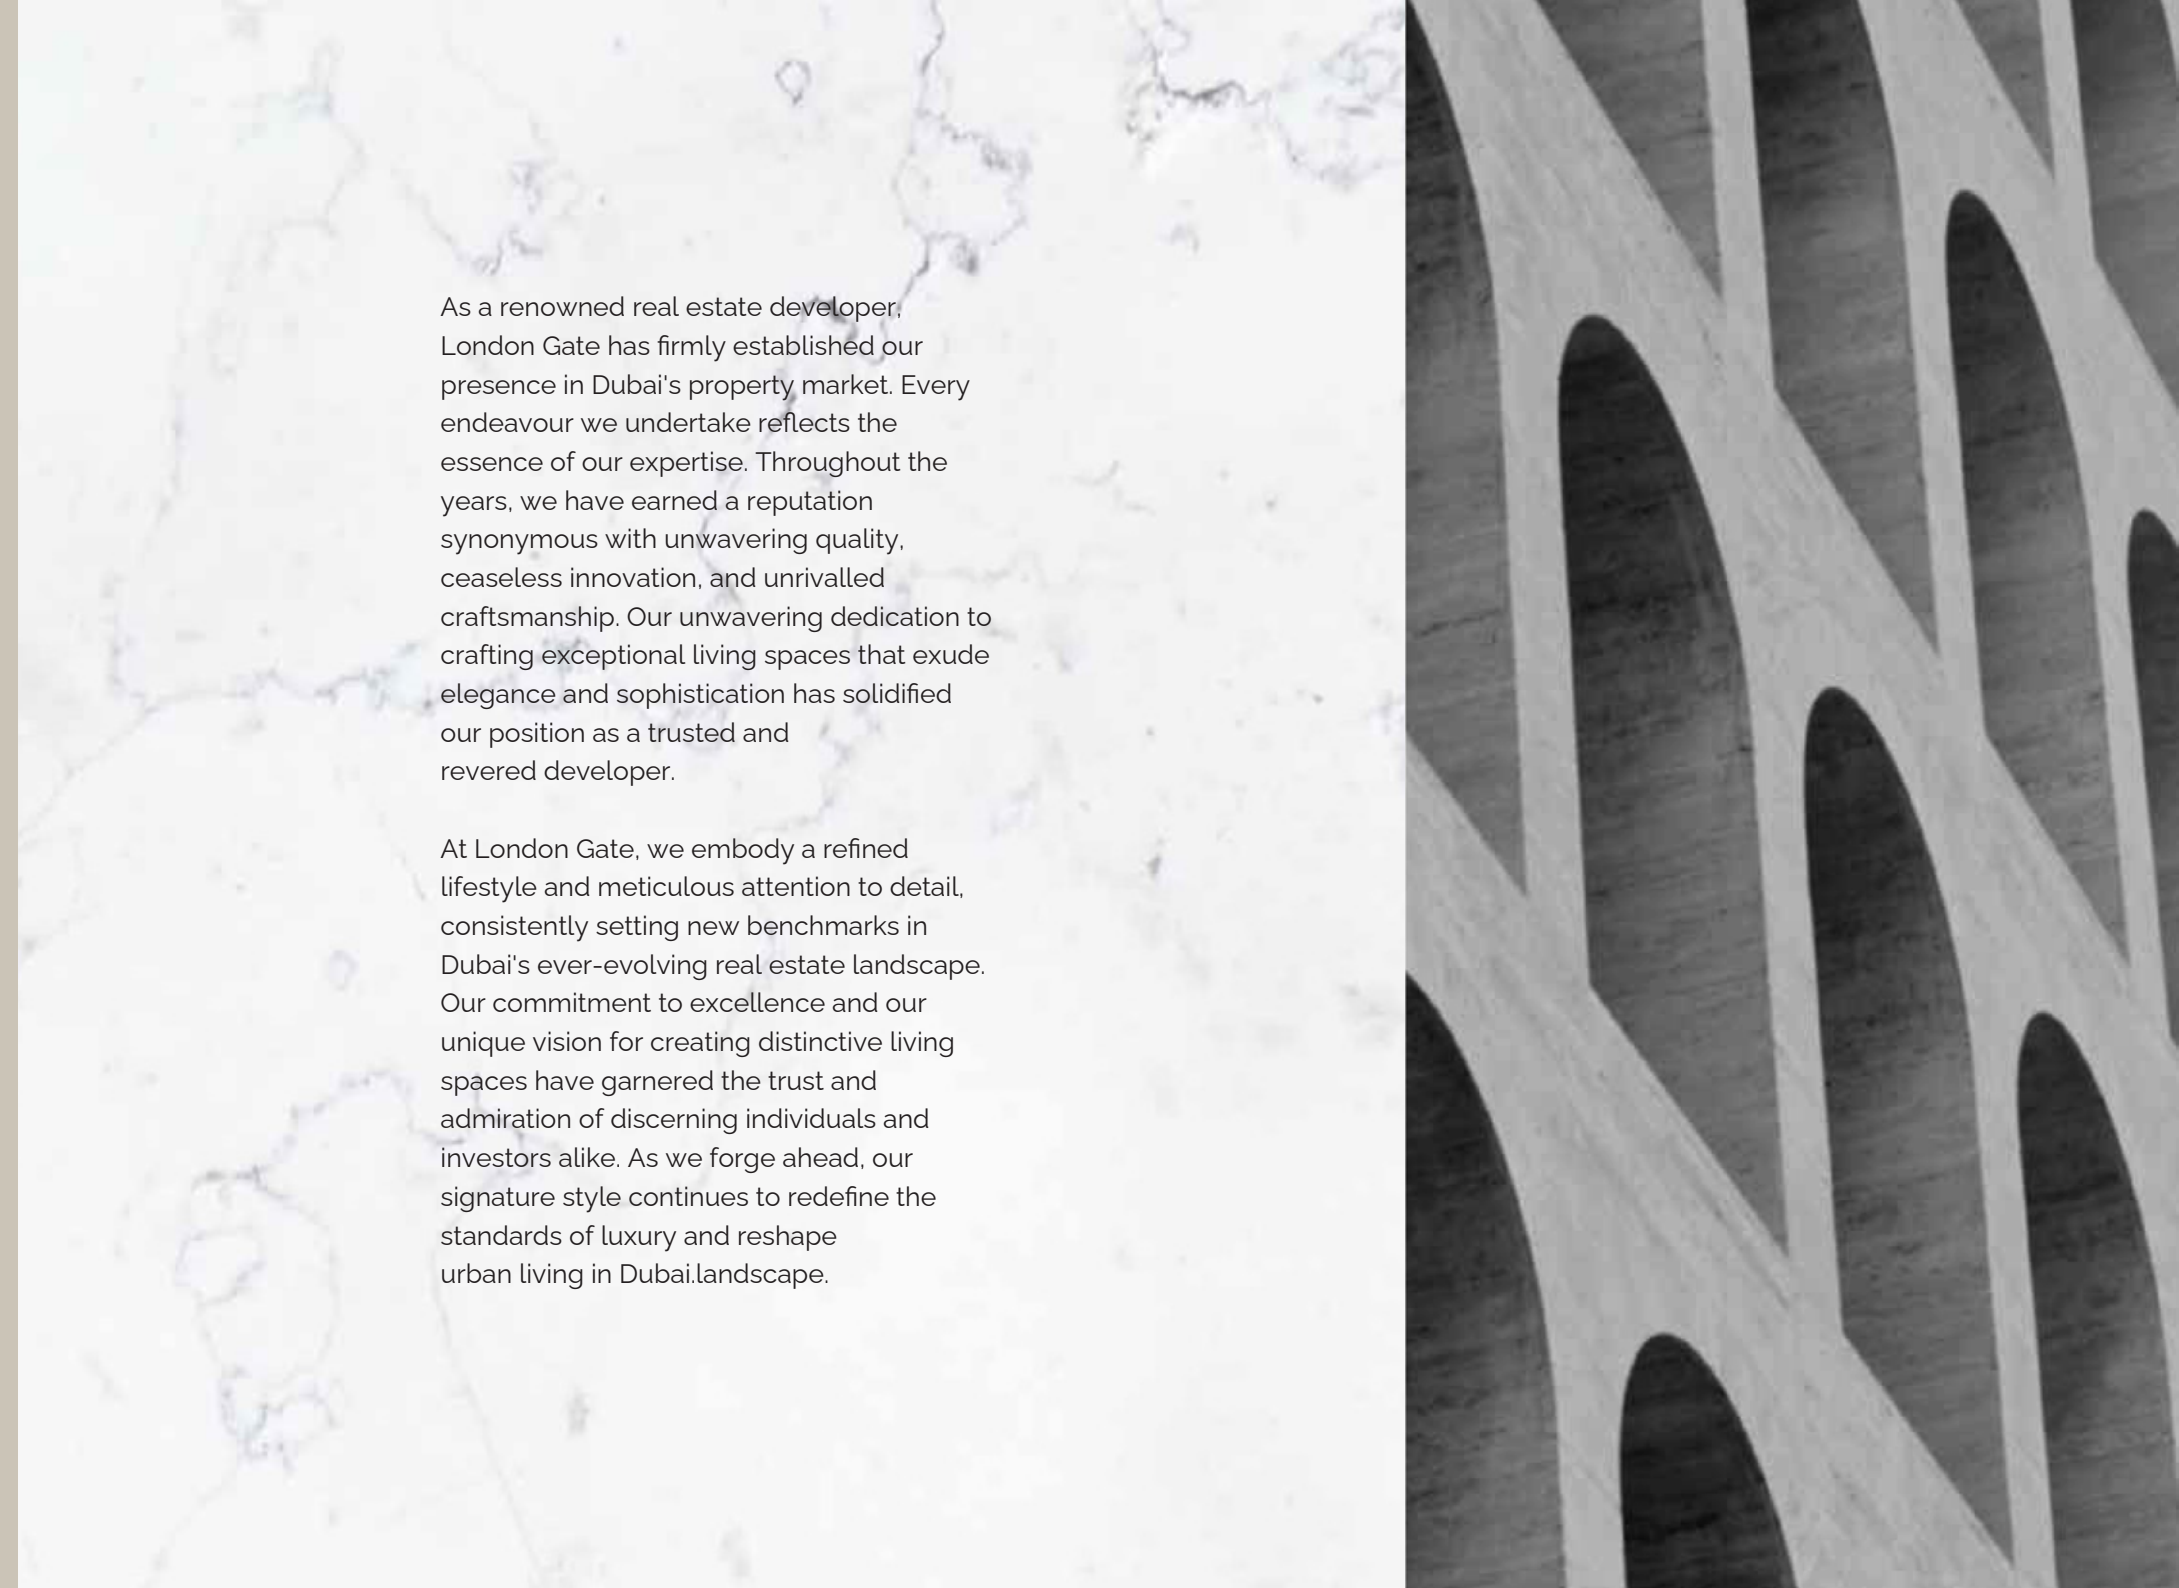 As a renowned real estate developer,
London Gate has firmly established our
presence in Dubai's property market. Every
endeavour we undertake reflects the
essence of our expertise. Throughout the
years, we have earned a reputation
synonymous with unwavering quality,
ceaseless innovation, and unrivalled
craftsmanship. Our unwavering dedication to
crafting exceptional living spaces that exude
elegance and sophistication has solidified
our position as a trusted and
revered developer.

At London Gate, we embody a refined
lifestyle and meticulous attention to detail,
consistently setting new benchmarks in
Dubai's ever-evolving real estate landscape.
Our commitment to excellence and our
unique vision for creating distinctive living
spaces have garnered the trust and
admiration of discerning individuals and
investors alike. As we forge ahead, our
signature style continues to redefine the
standards of luxury and reshape
urban living in Dubai.landscape.